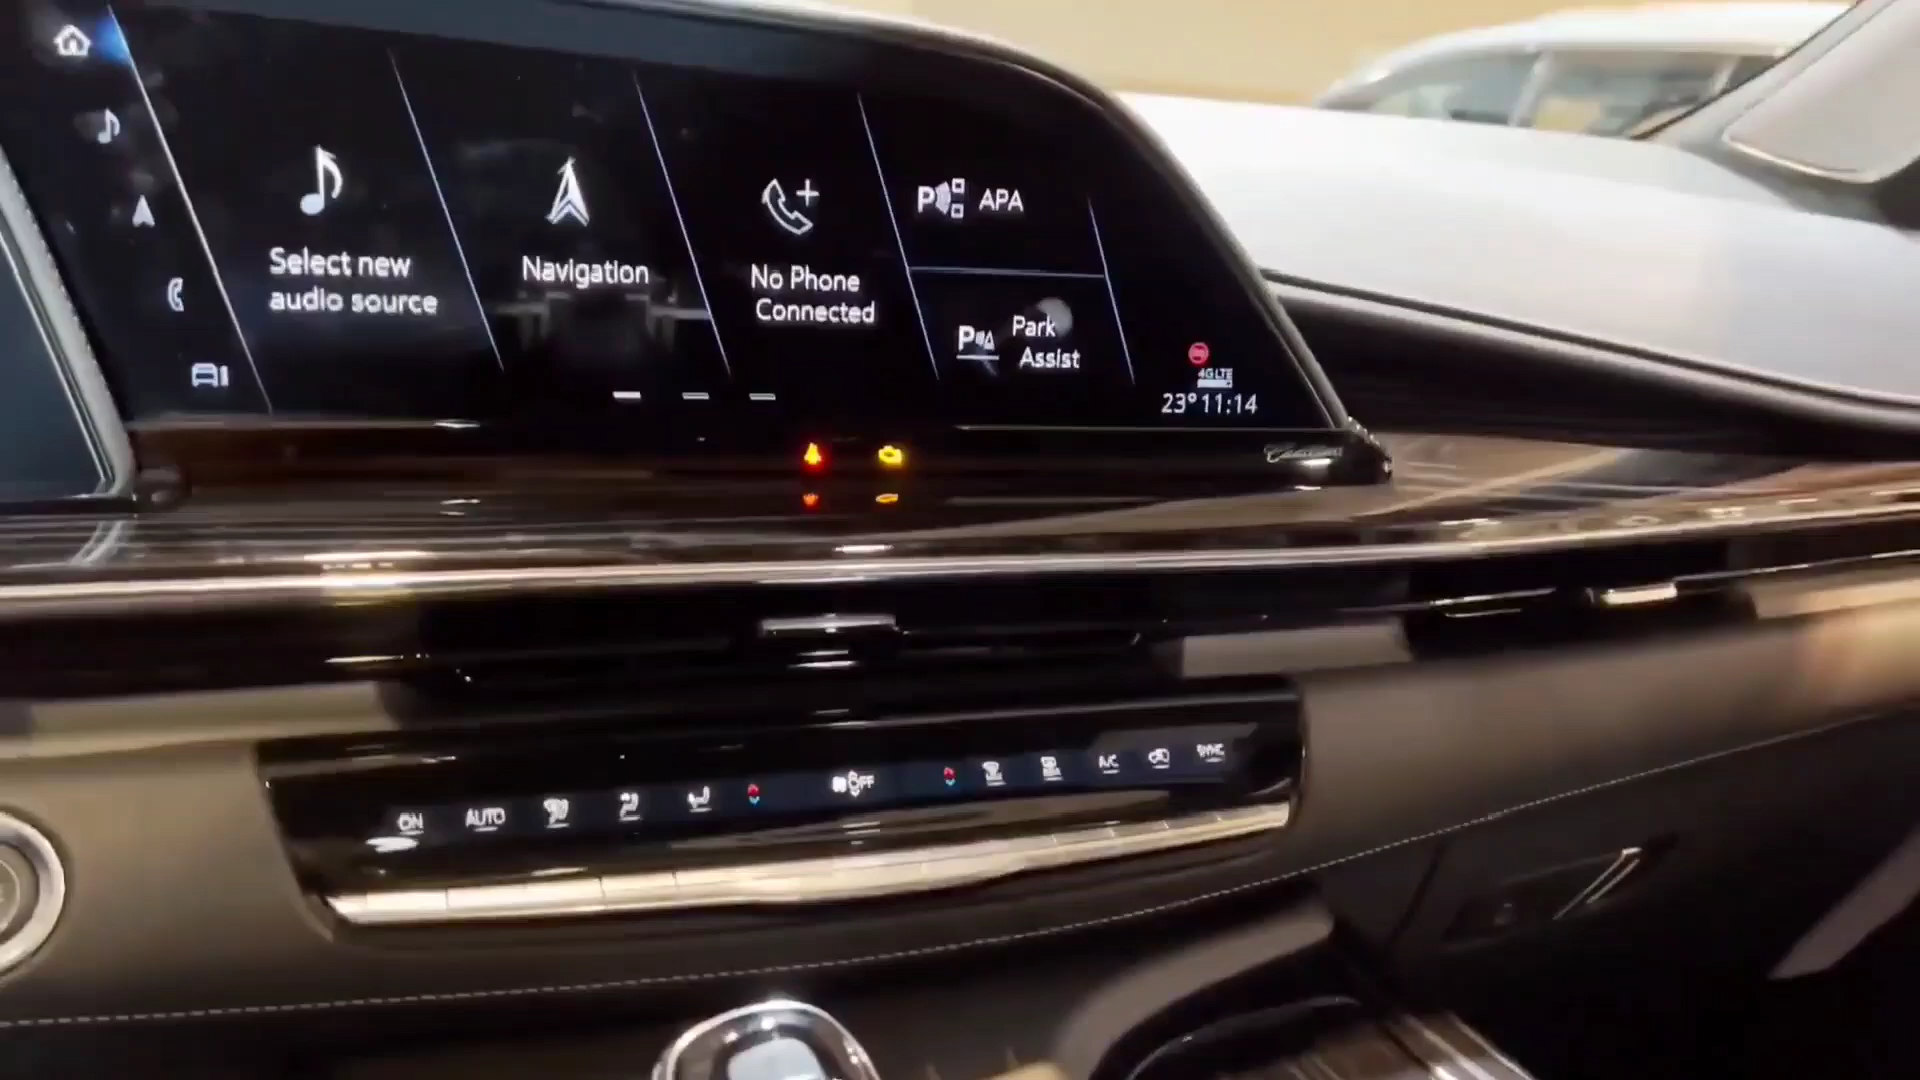 Select new
audio source
Navigation
No Phone
Connected
P APA
P Park
Assist
4G LTE
23° 11:14
ON
AUTO
OFF
A/C
SYNC